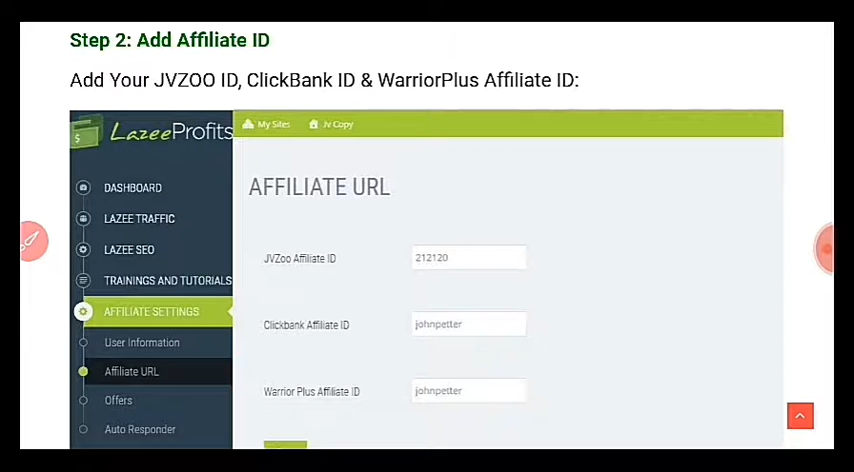 Step 2: Add Affiliate ID
Add Your JVZOO ID, ClickBank ID & WarriorPlus Affiliate ID:
LazeeProfits
My Sites
Jv Copy
DASHBOARD
LAZEE TRAFFIC
LAZEE SEO
TRAININGS AND TUTORIALS
AFFILIATE SETTINGS
User Information
Affiliate URL
Offers
Auto Responder
AFFILIATE URL
JVZoo Affiliate ID
212120
Clickbank Affiliate ID
johnpetter
Warrior Plus Affiliate ID
johnpetter